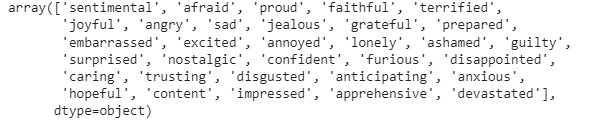 array(['sentimental', 'afraid', 'proud', 'faithful', 'terrified',
'joyful', 'angry', 'sad', 'jealous', 'grateful', 'prepared',
'embarrassed', 'excited', 'annoyed', 'lonely', 'ashamed', 'guilty',
'surprised', 'nostalgic', 'confident', 'furious', 'disappointed',
'caring', 'trusting', 'disgusted', 'anticipating', 'anxious',
'hopeful', 'content', 'impressed', 'apprehensive', 'devastated'],
dtype=object)